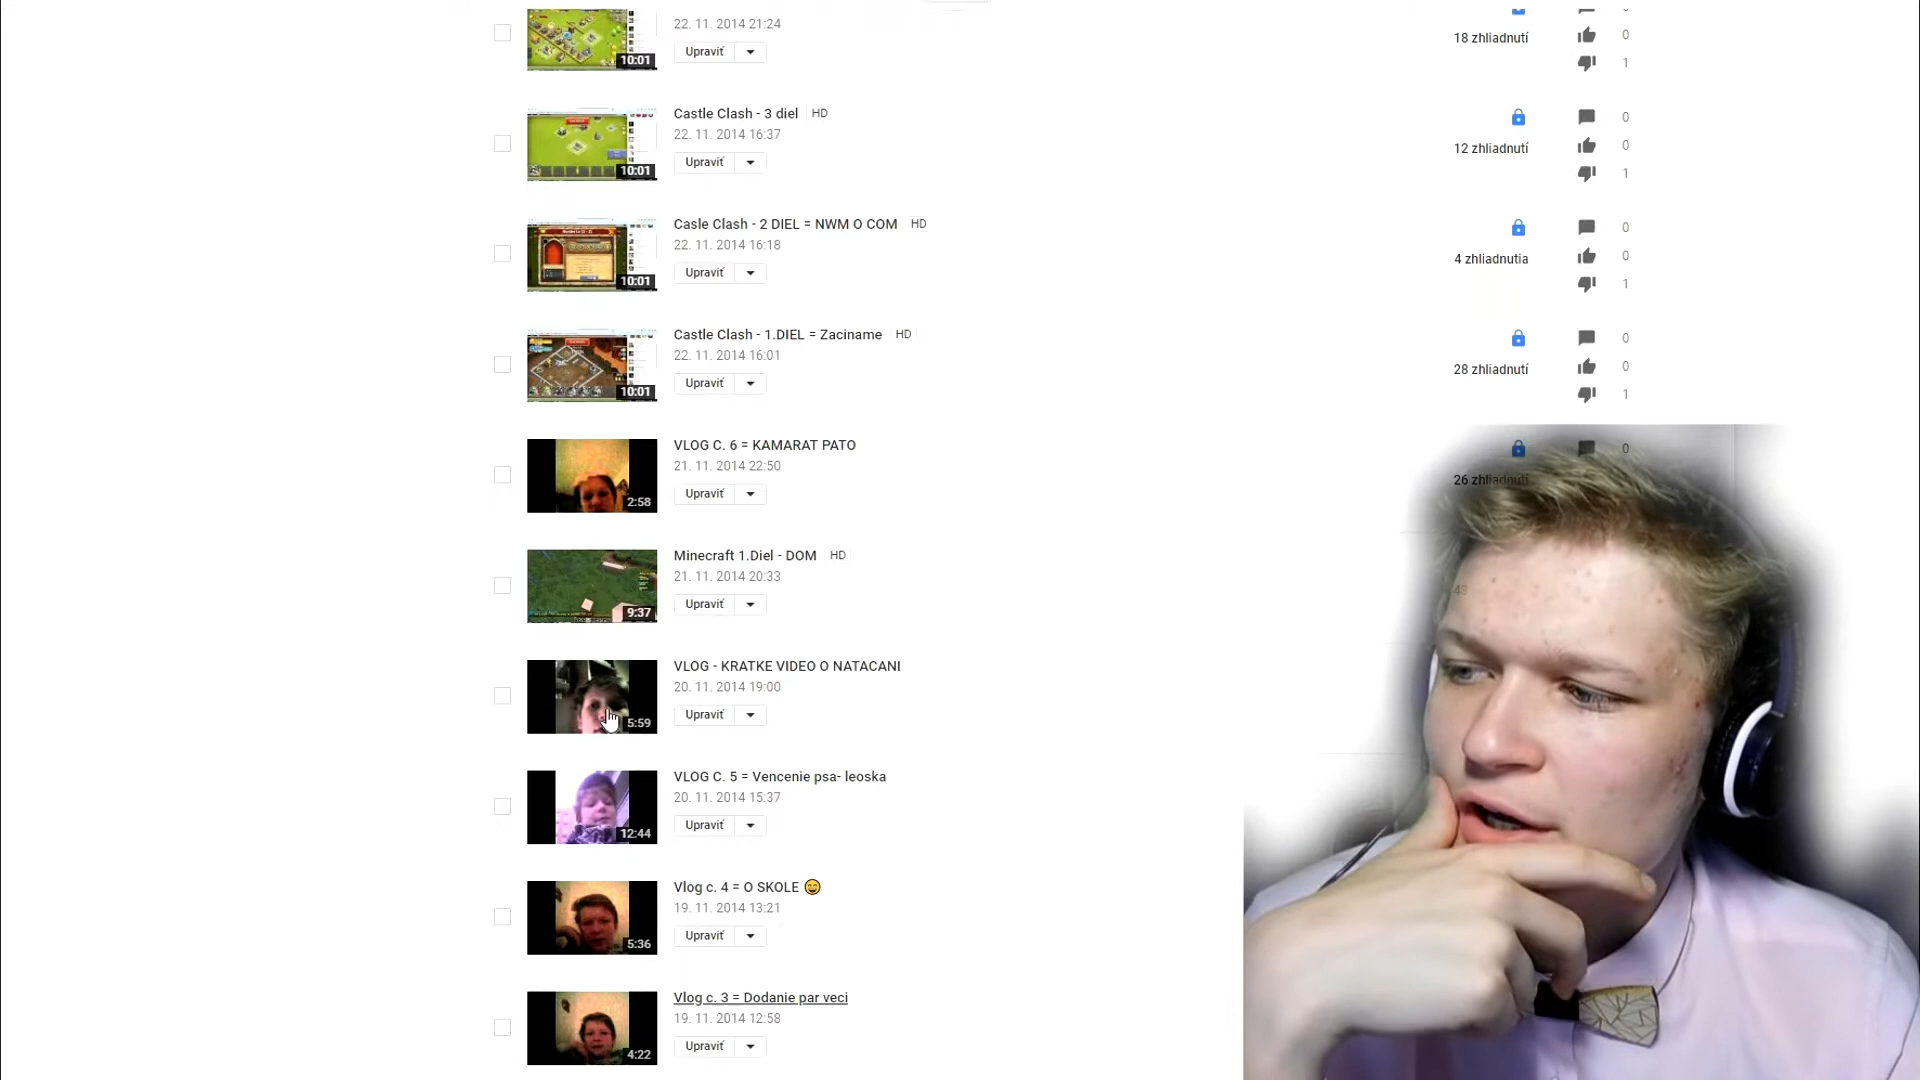 22. 11. 2014 21:24
10:01
Upraviť
18 zhliadnutí
0
1
Castle Clash - 3 diel HD
22. 11. 2014 16:37
10:01
Upraviť
12 zhliadnutí
0
0
1
Casle Clash - 2 DIEL = NWM O COM HD
22. 11. 2014 16:18
10:01
Upraviť
4 zhliadnutia
0
0
1
Castle Clash - 1.DIEL = Zaciname HD
22. 11. 2014 16:01
10:01
Upraviť
28 zhliadnutí
0
0
1
VLOG C. 6 = KAMARAT PATO
21. 11. 2014 22:50
2:58
Upraviť
26 zhliadnutí
0
Minecraft 1.Diel - DOM HD
21. 11. 2014 20:33
9:37
Upraviť
VLOG - KRATKE VIDEO O NATACANI
20. 11. 2014 19:00
5:59
Upraviť
VLOG C. 5 = Vencenie psa- leoska
20. 11. 2014 15:37
12:44
Upraviť
Vlog c. 4 = O SKOLE 😄
19. 11. 2014 13:21
5:36
Upraviť
Vlog c. 3 = Dodanie par veci
19. 11. 2014 12:58
4:22
Upraviť